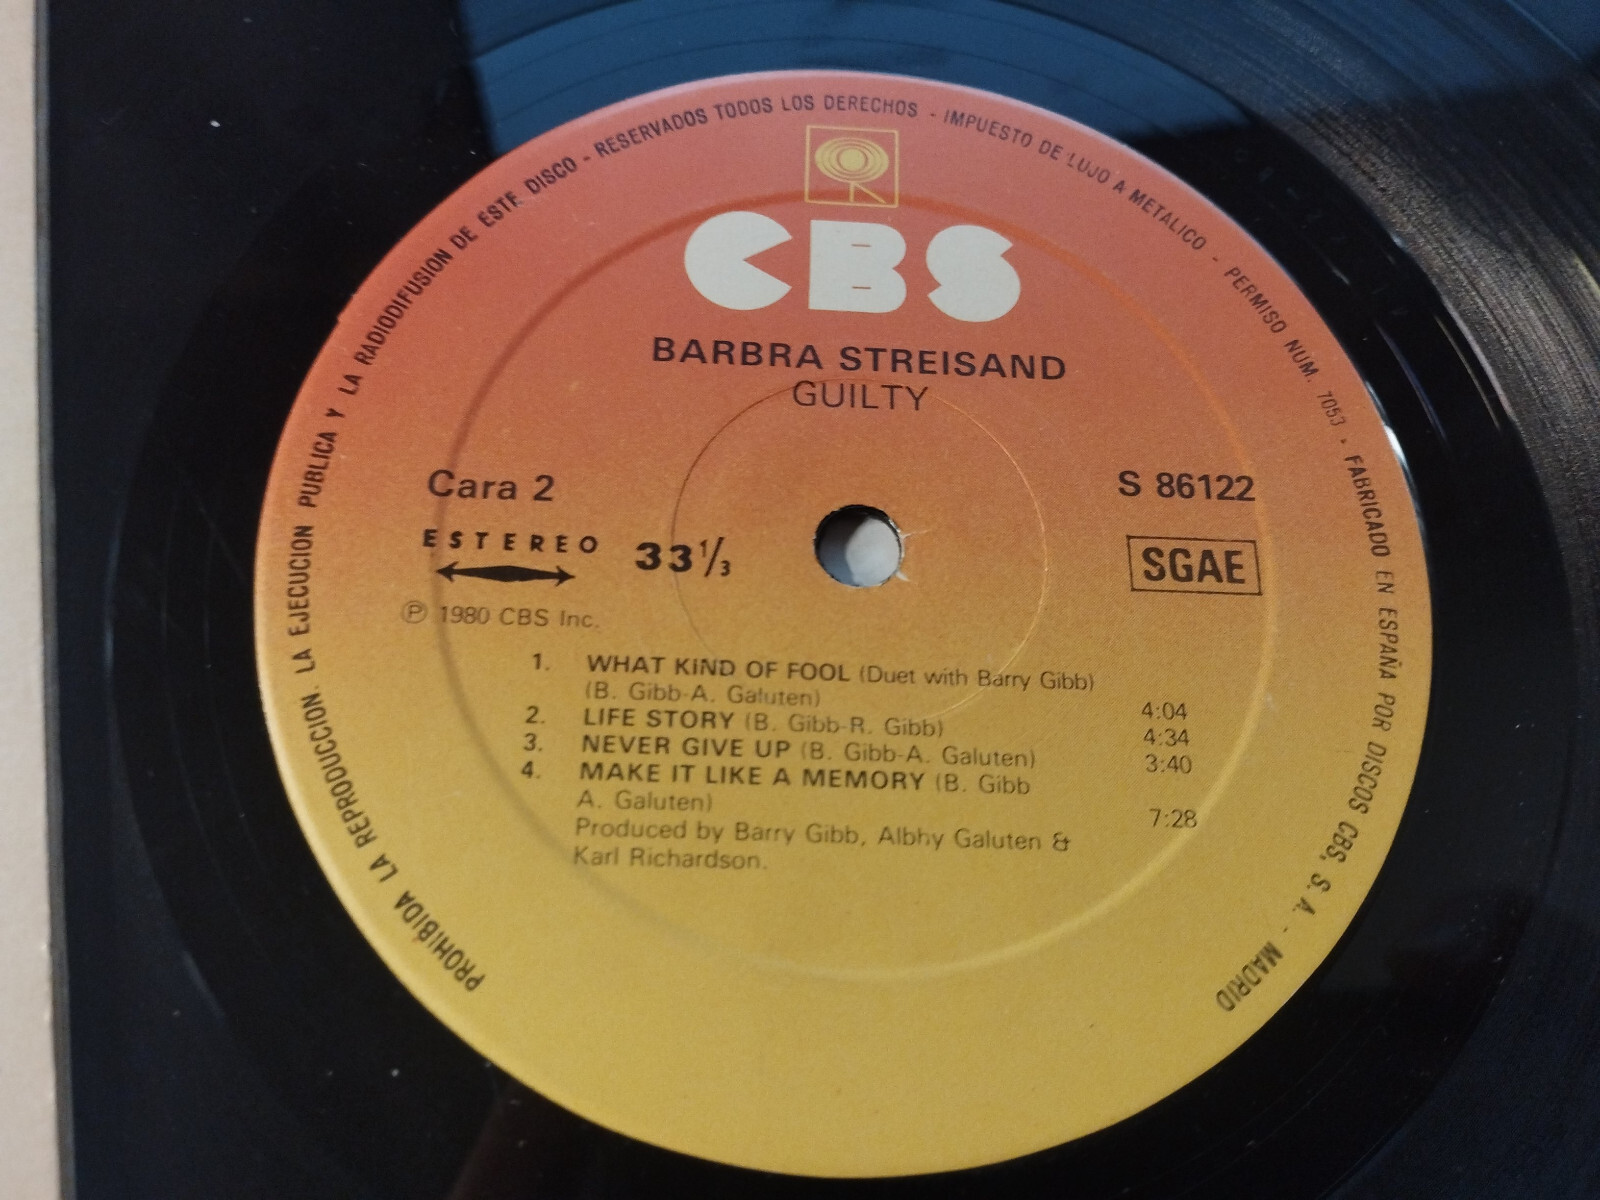 PROHIBIDA LA REPRODUCCION. LA EJECUCION PUBLICA Y LA RADIODIFUSION DE ESTE DISCO - RESERVADOS TODOS LOS DERECHOS - IMPUESTO DE LUJO A METALICO - PERMISO NUM. 7053 • FABRICADO EN ESPAÑA POR DISCOS CBS, S. A. - MADRID
CBS
BARBRA STREISAND
GUILTY
Cara 2
S 86122
ESTEREO 33 1/3
SGAE
℗ 1980 CBS Inc.
1. WHAT KIND OF FOOL (Duet with Barry Gibb)
(B. Gibb-A. Galuten) 4:04
2. LIFE STORY (B. Gibb-R. Gibb) 4:34
3. NEVER GIVE UP (B. Gibb-A. Galuten) 3:40
4. MAKE IT LIKE A MEMORY (B. Gibb
A. Galuten) 7:28
Produced by Barry Gibb, Albhy Galuten &
Karl Richardson.